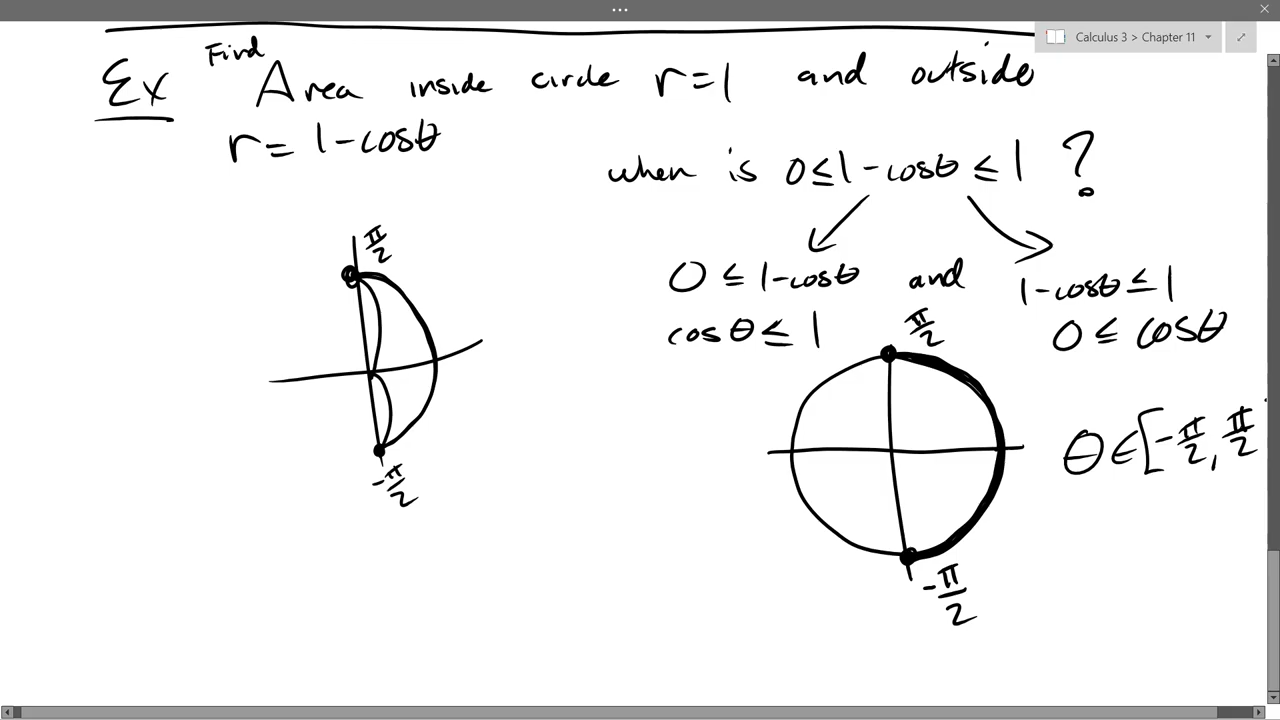 Calculus 3 > Chapter 11
Ex Find Area inside circle r=1 and outside
r= 1-cosθ
when is 0≤1-cosθ≤1 ?
0≤1-cosθ and 1-cosθ≤1
cosθ≤1 0≤cosθ
π/2
-π/2
π/2
-π/2
θ∈[-π/2, π/2